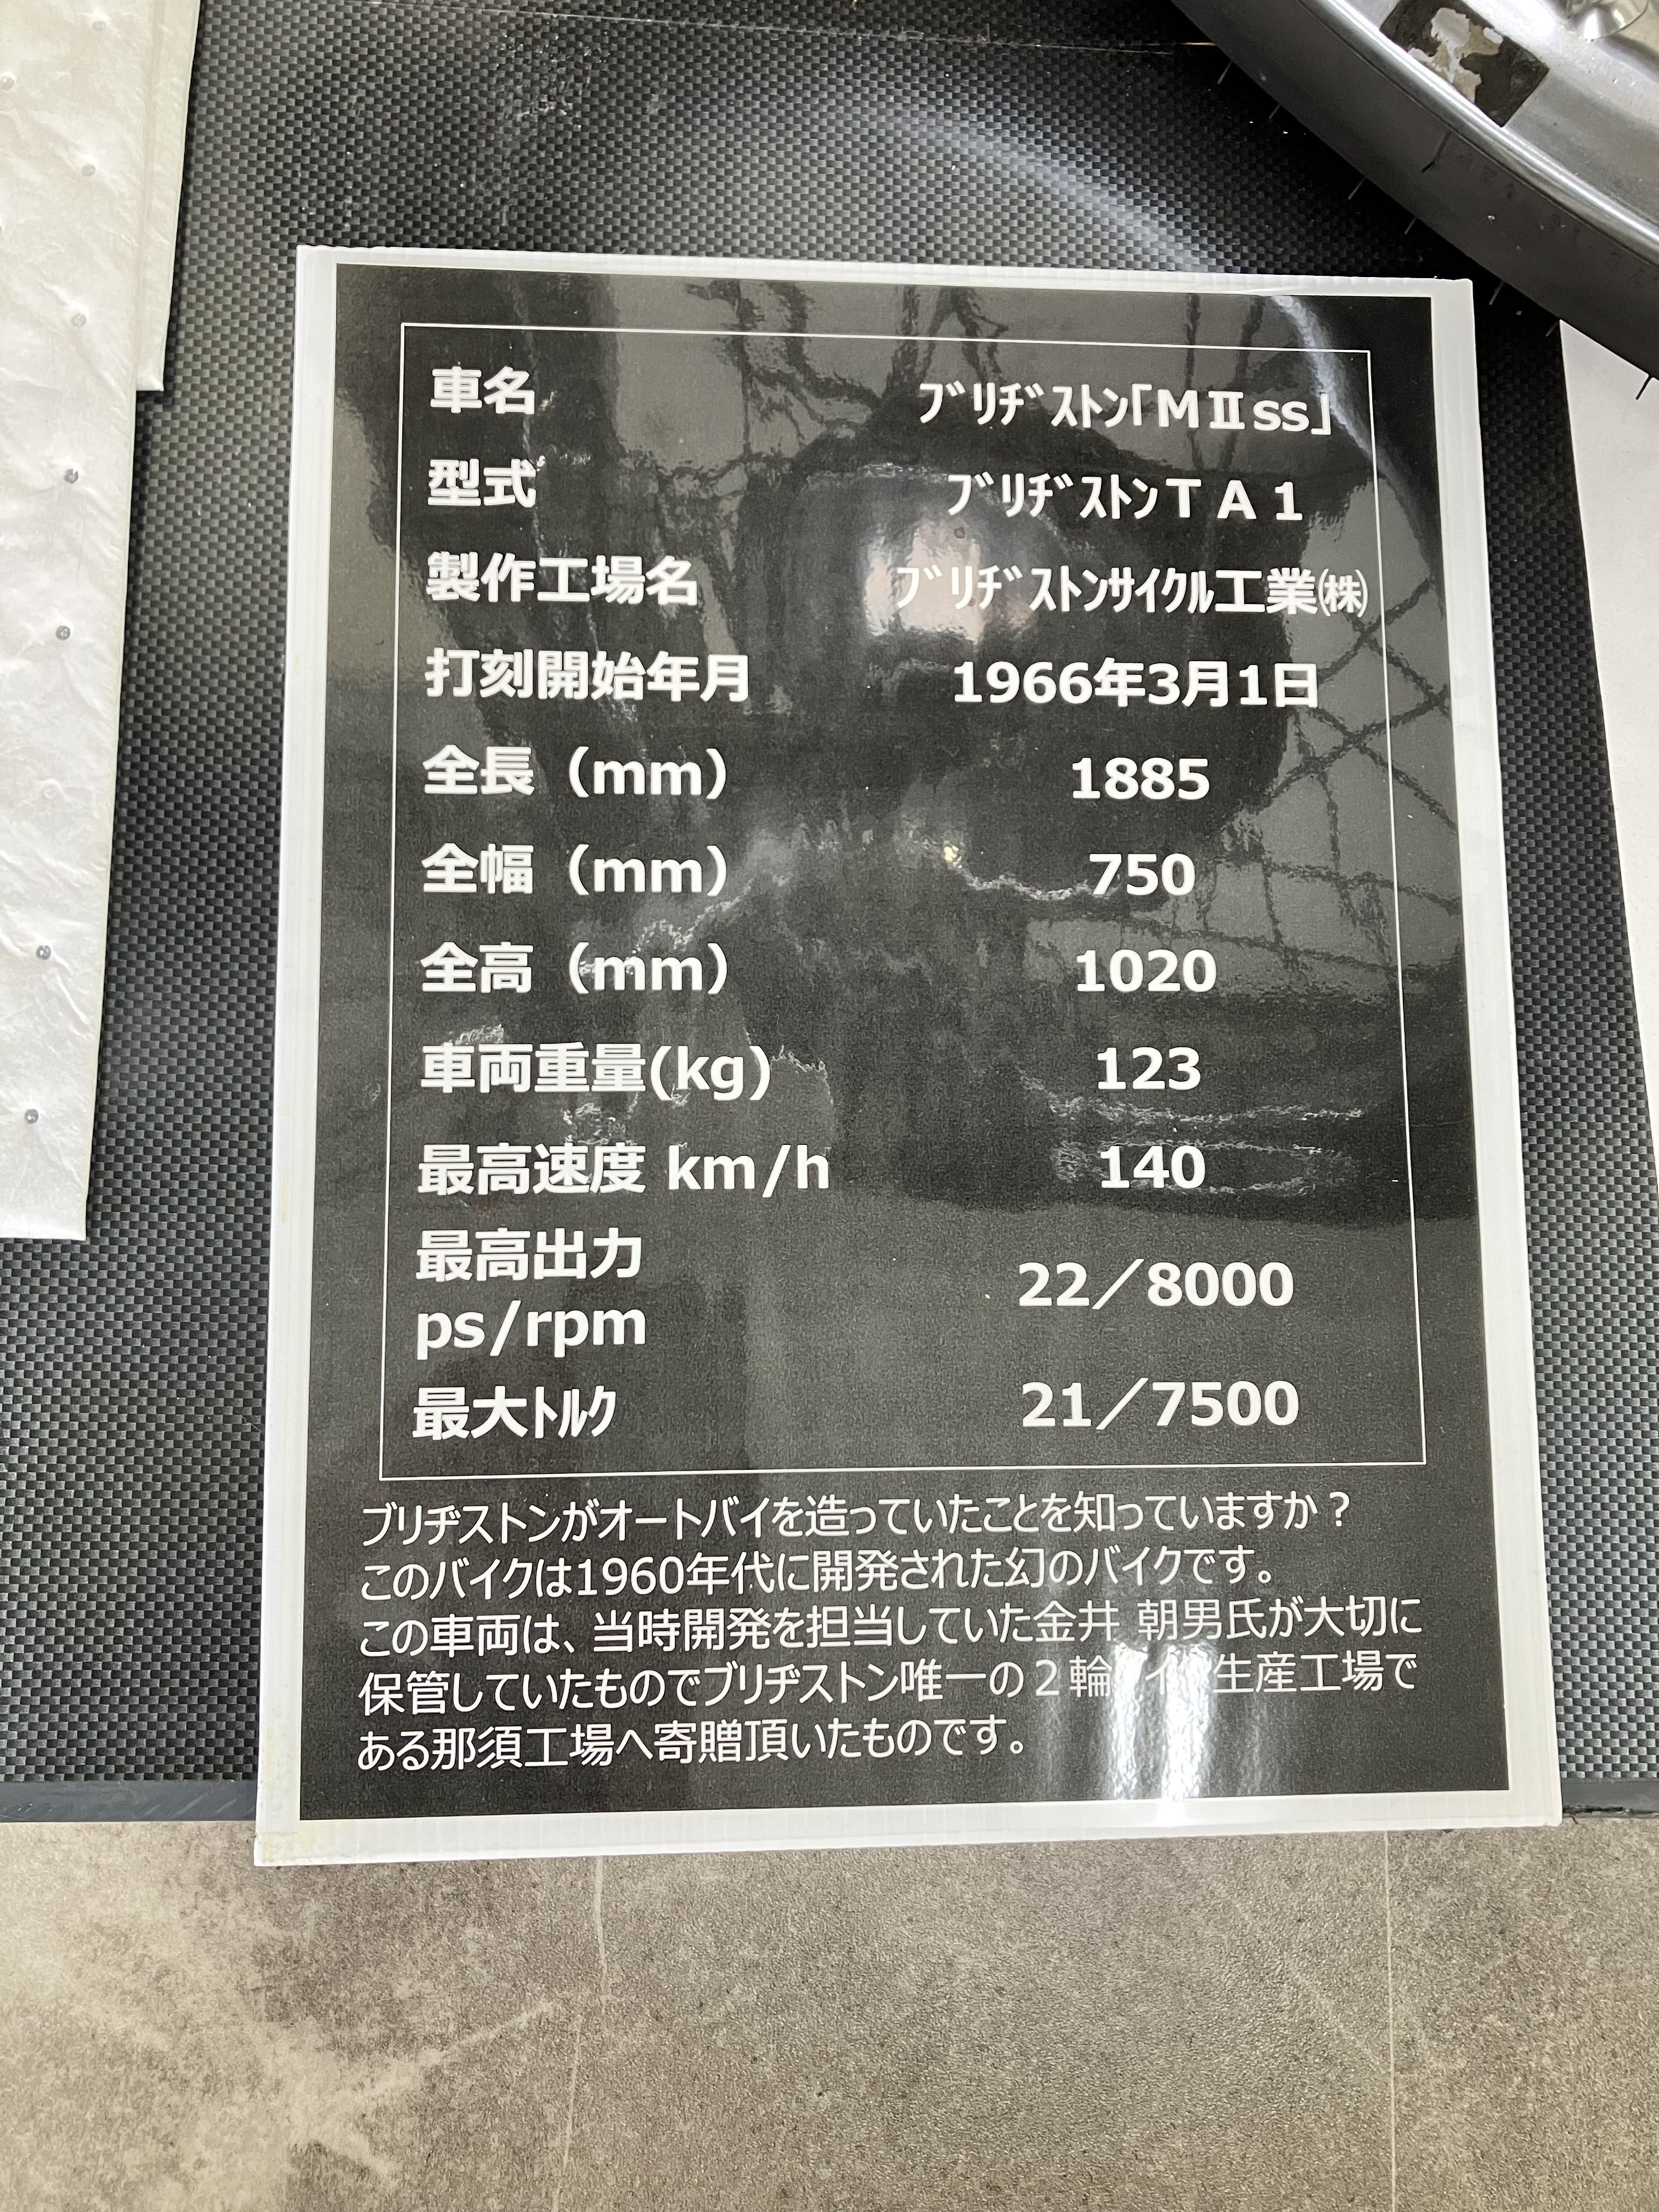 車名 ﾌﾞﾘﾁﾞｽﾄﾝ｢ＭⅡss｣
型式 ﾌﾞﾘﾁﾞｽﾄﾝＴＡ１
製作工場名 ﾌﾞﾘﾁﾞｽﾄﾝサイクル工業㈱
打刻開始年月 1966年3月1日
全長（mm） 1885
全幅（mm） 750
全高（mm） 1020
車両重量(kg) 123
最高速度 km/h 140
最高出力
ps/rpm 22／8000
最大ﾄﾙｸ 21／7500
ブリヂストンがオートバイを造っていたことを知っていますか？
このバイクは1960年代に開発された幻のバイクです。
この車両は、当時開発を担当していた金井 朝男氏が大切に
保管していたものでブリヂストン唯一の２輪 生産工場で
ある那須工場へ寄贈頂いたものです。